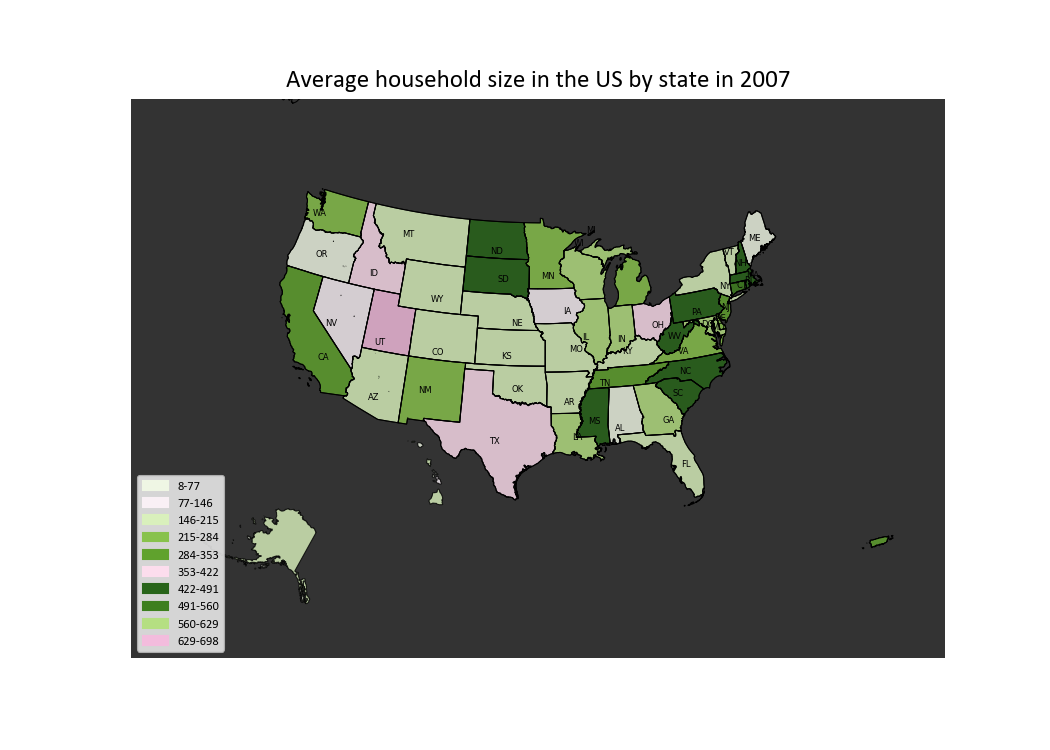 Average household size in the US by state in 2007
WA
MT
ND
MN
MI
WI
ME
VT
NH
OR
ID
SD
WY
NY
NV
UT
CO
NE
IA
IL
IN
OH
PA
CA
KS
MO
KY
WV
VA
AZ
NM
OK
AR
TN
NC
SC
MS
AL
GA
TX
LA
FL
8-77
77-146
146-215
215-284
284-353
353-422
422-491
491-560
560-629
629-698